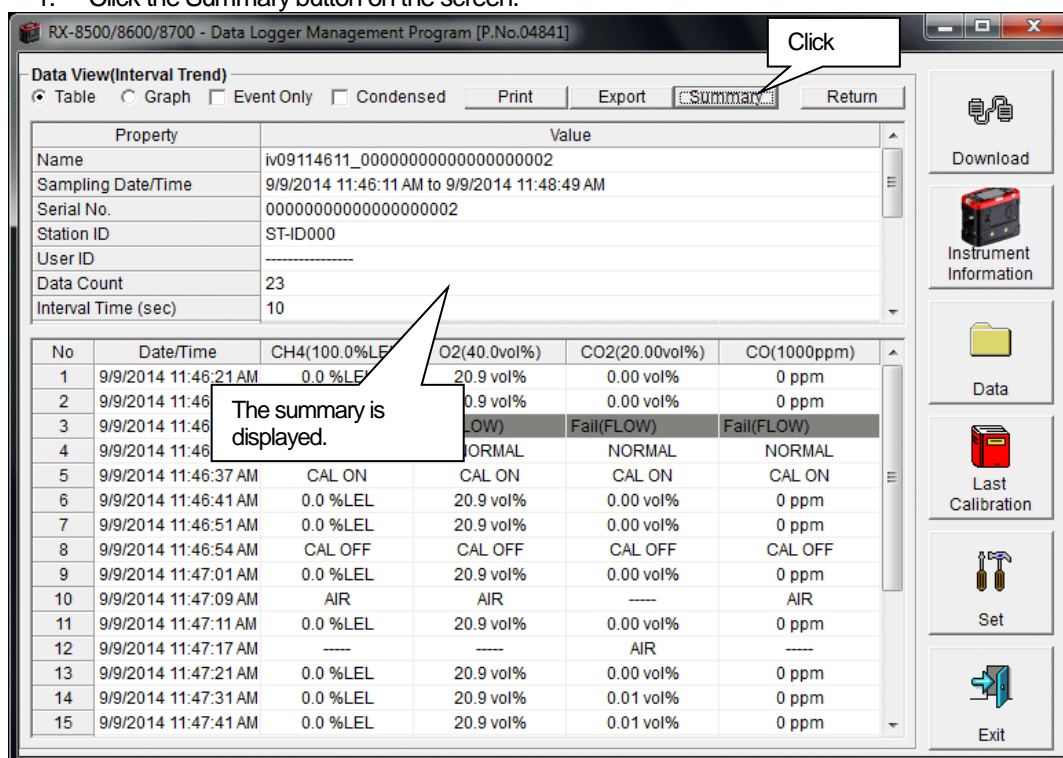 1. Click the Summary button on the screen.
RX-8500/8600/8700 - Data Logger Management Program [P.No.04841]
Click
Data View(Interval Trend)
Table Graph Event Only Condensed Print Export Summary Return
Property Value
Name iv09114611_00000000000000000002
Sampling Date/Time 9/9/2014 11:46:11 AM to 9/9/2014 11:48:49 AM
Serial No. 00000000000000000002
Station ID ST-ID000
User ID ----------------
Data Count 23
Interval Time (sec) 10
No Date/Time CH4(100.0%LE O2(40.0vol%) CO2(20.00vol%) CO(1000ppm)
1 9/9/2014 11:46:21 AM 0.0 %LEL 20.9 vol% 0.00 vol% 0 ppm
2 9/9/2014 11:46 0.9 vol% 0.00 vol% 0 ppm
3 9/9/2014 11:46 LOW) Fail(FLOW) Fail(FLOW)
4 9/9/2014 11:46 NORMAL NORMAL NORMAL
The summary is
displayed.
5 9/9/2014 11:46:37 AM CAL ON CAL ON CAL ON CAL ON
6 9/9/2014 11:46:41 AM 0.0 %LEL 20.9 vol% 0.00 vol% 0 ppm
7 9/9/2014 11:46:51 AM 0.0 %LEL 20.9 vol% 0.00 vol% 0 ppm
8 9/9/2014 11:46:54 AM CAL OFF CAL OFF CAL OFF CAL OFF
9 9/9/2014 11:47:01 AM 0.0 %LEL 20.9 vol% 0.00 vol% 0 ppm
10 9/9/2014 11:47:09 AM AIR AIR ----- AIR
11 9/9/2014 11:47:11 AM 0.0 %LEL 20.9 vol% 0.00 vol% 0 ppm
12 9/9/2014 11:47:17 AM ----- ----- AIR -----
13 9/9/2014 11:47:21 AM 0.0 %LEL 20.9 vol% 0.00 vol% 0 ppm
14 9/9/2014 11:47:31 AM 0.0 %LEL 20.9 vol% 0.01 vol% 0 ppm
15 9/9/2014 11:47:41 AM 0.0 %LEL 20.9 vol% 0.01 vol% 0 ppm
Download
Instrument
Information
Data
Last
Calibration
Set
Exit